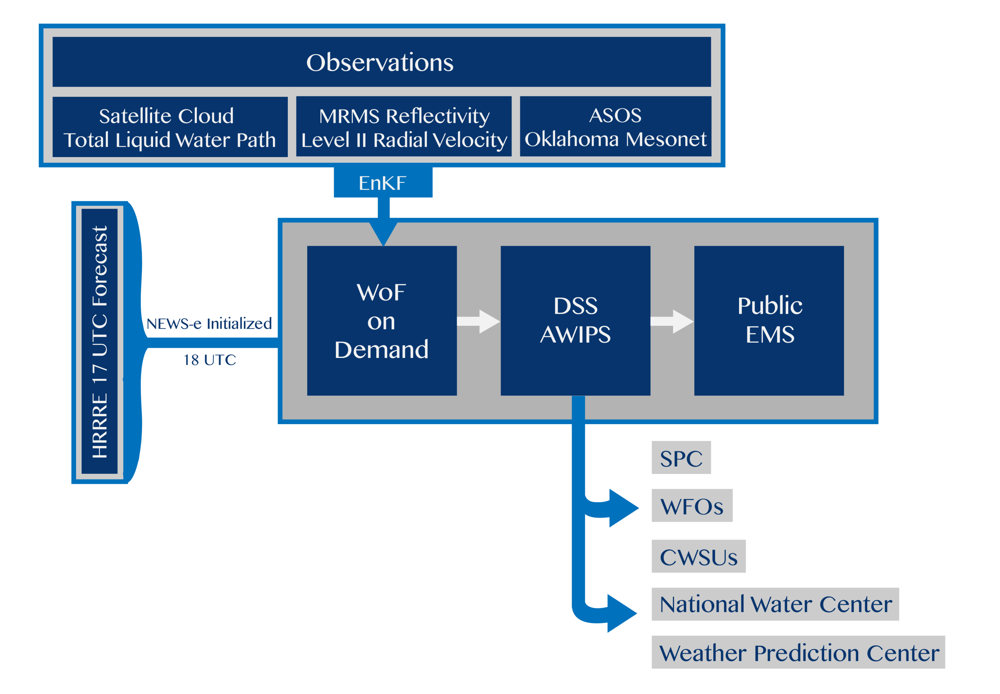 Observations
Satellite Cloud
Total Liquid Water Path
MRMS Reflectivity
Level II Radial Velocity
ASOS
Oklahoma Mesonet
EnKF
HRRRE 1 17 UTC Forecast
NEWS-e Initialized
18 UTC
WoF
on
Demand
DSS
AWIPS
Public
EMS
SPC
WFOs
CWSUs
National Water Center
Weather Prediction Center